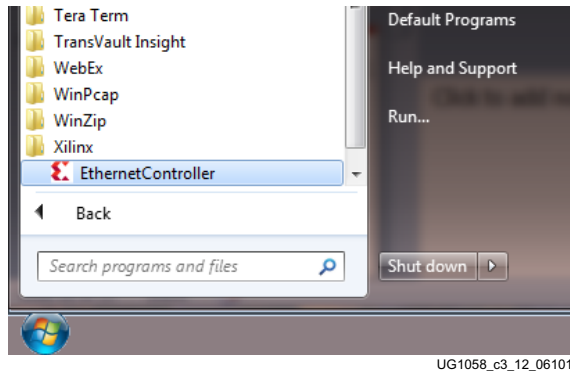 Tera Term
TransVault Insight
WebEx
WinPcap
WinZip
Xilinx
EthernetController
Back
Search programs and files
Default Programs
Help and Support
Run...
Shut down
UG1058_c3_12_06101